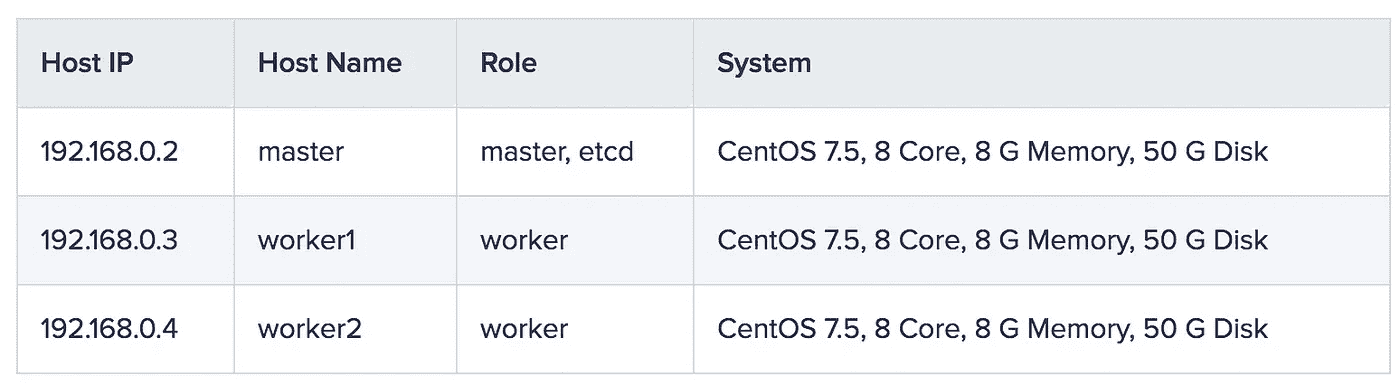 Host IP Host Name Role System
192.168.0.2 master master, etcd CentOS 7.5, 8 Core, 8 G Memory, 50 G Disk
192.168.0.3 worker1 worker CentOS 7.5, 8 Core, 8 G Memory, 50 G Disk
192.168.0.4 worker2 worker CentOS 7.5, 8 Core, 8 G Memory, 50 G Disk